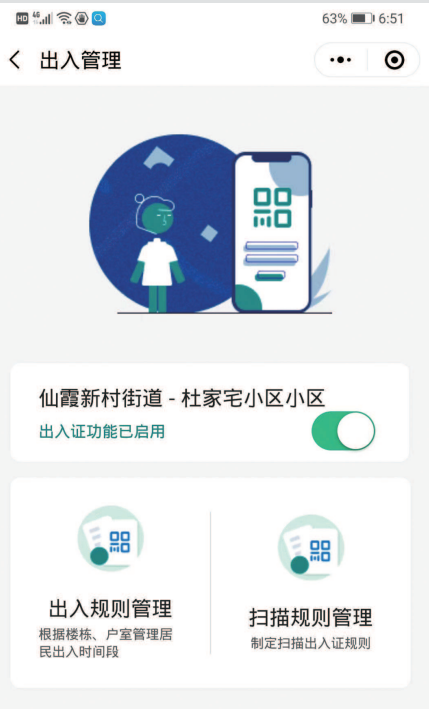 HD 4G 63% 6:51
出入管理
仙霞新村街道 - 杜家宅小区小区
出入证功能已启用
出入规则管理
根据楼栋、户室管理居
民出入时间段
扫描规则管理
制定扫描出入证规则